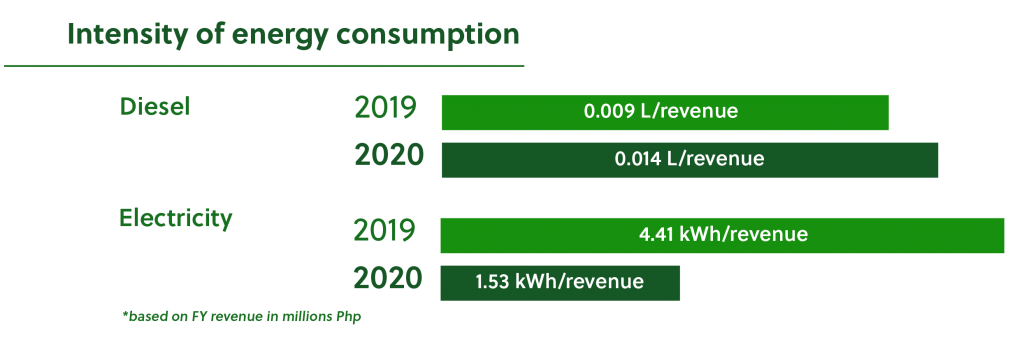 Intensity of energy consumption
Diesel
2019 0.009 L/revenue
2020 0.014 L/revenue
Electricity
2019 4.41 kWh/revenue
2020 1.53 kWh/revenue
*based on FY revenue in millions Php